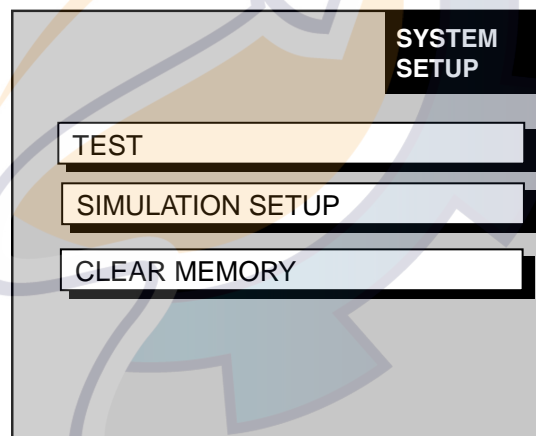 SYSTEM
SETUP
TEST
SIMULATION SETUP
CLEAR MEMORY